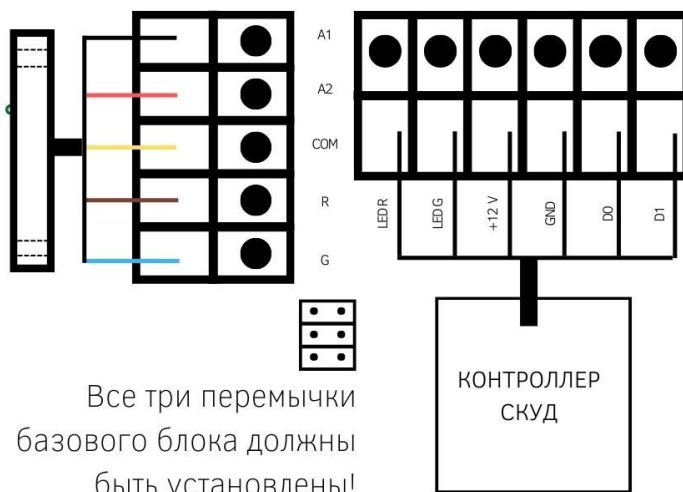 A1
A2
COM
R
G
LED R
LED G
+12 V
GND
D0
D1
КОНТРОЛЛЕР
СКУД
Все три перемычки
базового блока должны
быть установлены!